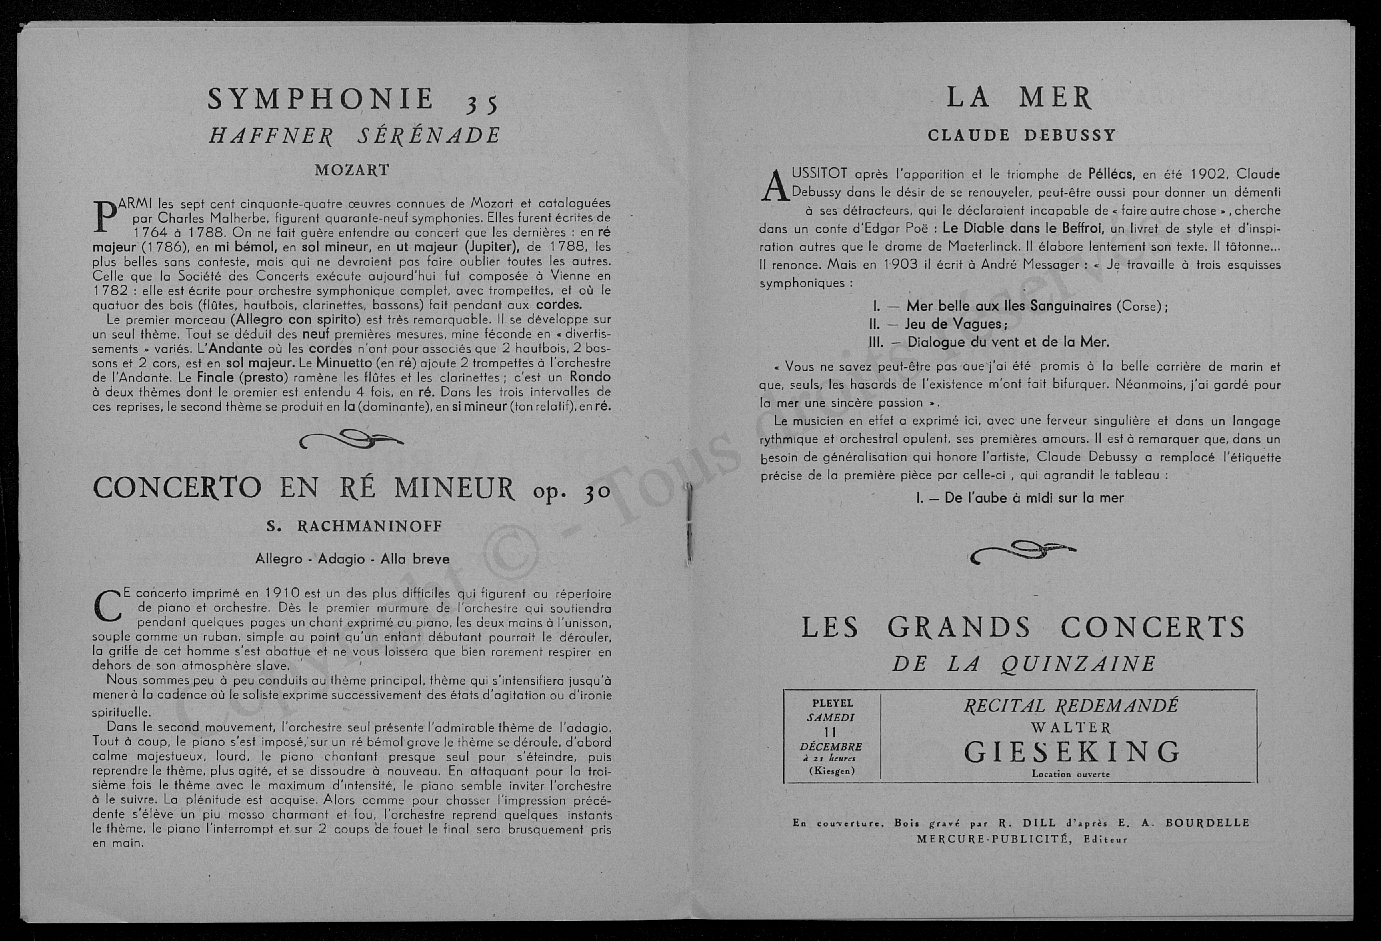 SYMPHONIE 35
HAFFNER SÉRÉNADE
MOZART
PARMI les sept cent cinquante-quatre œuvres connues de Mozart et cataloguées
par Charles Malherbe, figurent quarante-neuf symphonies. Elles furent écrites de
1764 à 1788. On ne fait guère entendre au concert que les dernières : en ré
majeur (1786), en mi bémol, en sol mineur, en ut majeur (Jupiter), de 1788, les
plus belles sans conteste, mais qui ne devraient pas faire oublier toutes les autres.
Celle que la Société des Concerts exécute aujourd'hui fut composée à Vienne en
1782 : elle est écrite pour orchestre symphonique complet, avec trompettes, et où le
quatuor des bois (flûtes, hautbois, clarinettes, bassons) fait pendant aux cordes.
Le premier morceau (Allegro con spirito) est très remarquable. Il se développe sur
un seul thème. Tout se déduit des neuf premières mesures, mine féconde en « divertis-
sements » variés. L'Andante où les cordes n'ont pour associés que 2 hautbois, 2 bas-
sons et 2 cors, est en sol majeur. Le Minuetto (en ré) ajoute 2 trompettes à l'orchestre
de l'Andante. Le Finale (presto) ramène les flûtes et les clarinettes ; c'est un Rondo
à deux thèmes dont le premier est entendu 4 fois, en ré. Dans les trois intervalles de
ces reprises, le second thème se produit en la (dominante), en si mineur (ton relatif), en ré.
CONCERTO EN RÉ MINEUR op. 30
S. RACHMANINOFF
Allegro - Adagio - Alla breve
CE concerto imprimé en 1910 est un des plus difficiles qui figurent au répertoire
de piano et orchestre. Dès le premier murmure de l'orchestre qui soutiendra
pendant quelques pages un chant exprimé au piano, les deux mains à l'unisson,
souple comme un ruban, simple au point qu'un enfant débutant pourrait le dérouler,
la griffe de cet homme s'est abattue et ne vous laissera que bien rarement respirer en
dehors de son atmosphère slave.
Nous sommes peu à peu conduits au thème principal, thème qui s'intensifiera jusqu'à
mener à la cadence où le soliste exprime successivement des états d'agitation ou d'ironie
spirituelle.
Dans le second mouvement, l'orchestre seul présente l'admirable thème de l'adagio.
Tout à coup, le piano s'est imposé, sur un ré bémol grave le thème se déroule, d'abord
calme majestueux, lourd, le piano chantant presque seul pour s'éteindre, puis
reprendre le thème, plus agité, et se dissoudre à nouveau. En attaquant pour la troi-
sième fois le thème avec le maximum d'intensité, le piano semble inviter l'orchestre
à le suivre. La plénitude est acquise. Alors comme pour chasser l'impression précé-
dente s'élève un piu mosso charmant et fou, l'orchestre reprend quelques instants
le thème, le piano l'interrompt et sur 2 coups de fouet le final sera brusquement pris
en main.
LA MER
CLAUDE DEBUSSY
AUSSITOT après l'apparition et le triomphe de Pélléas, en été 1902, Claude
Debussy dans le désir de se renouveler, peut-être aussi pour donner un démenti
à ses détracteurs, qui le déclaraient incapable de « faire autre chose », cherche
dans un conte d'Edgar Poë : Le Diable dans le Beffroi, un livret de style et d'inspi-
ration autres que le drame de Maeterlinck. Il élabore lentement son texte. Il tâtonne...
Il renonce. Mais en 1903 il écrit à André Messager : « Je travaille à trois esquisses
symphoniques :
I. — Mer belle aux Iles Sanguinaires (Corse) ;
II. — Jeu de Vagues ;
III. — Dialogue du vent et de la Mer.
« Vous ne savez peut-être pas que j'ai été promis à la belle carrière de marin et
que, seuls, les hasards de l'existence m'ont fait bifurquer. Néanmoins, j'ai gardé pour
la mer une sincère passion ».
Le musicien en effet a exprimé ici, avec une ferveur singulière et dans un langage
rythmique et orchestral opulent, ses premières amours. Il est à remarquer que, dans un
besoin de généralisation qui honore l'artiste, Claude Debussy a remplacé l'étiquette
précise de la première pièce par celle-ci , qui agrandit le tableau :
I. — De l'aube à midi sur la mer
LES GRANDS CONCERTS
DE LA QUINZAINE
PLEYEL
SAMEDI
11
DÉCEMBRE
à 21 heures
(Kiesgen)
RECITAL REDEMANDÉ
WALTER
GIESEKING
Location ouverte
En couverture. Bois gravé par R. DILL d'après E. A. BOURDELLE
MERCURE-PUBLICITÉ, Editeur
Copyright © - Tous droits réservés